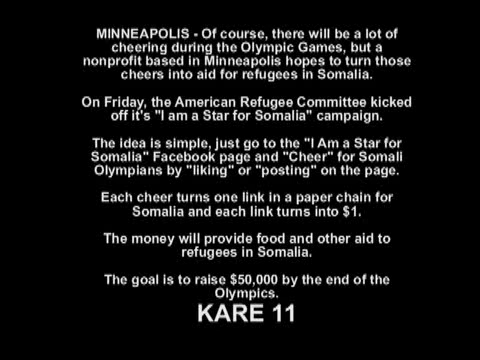 MINNEAPOLIS - Of course, there will be a lot of
cheering during the Olympic Games, but a
nonprofit based in Minneapolis hopes to turn those
cheers into aid for refugees in Somalia.
On Friday, the American Refugee Committee kicked
off it's "I am a Star for Somalia" campaign.
The idea is simple, just go to the "I Am a Star for
Somalia" Facebook page and "Cheer" for Somali
Olympians by "liking" or "posting" on the page.
Each cheer turns one link in a paper chain for
Somalia and each link turns into $1.
The money will provide food and other aid to
refugees in Somalia.
The goal is to raise $50,000 by the end of the
Olympics.
KARE 11